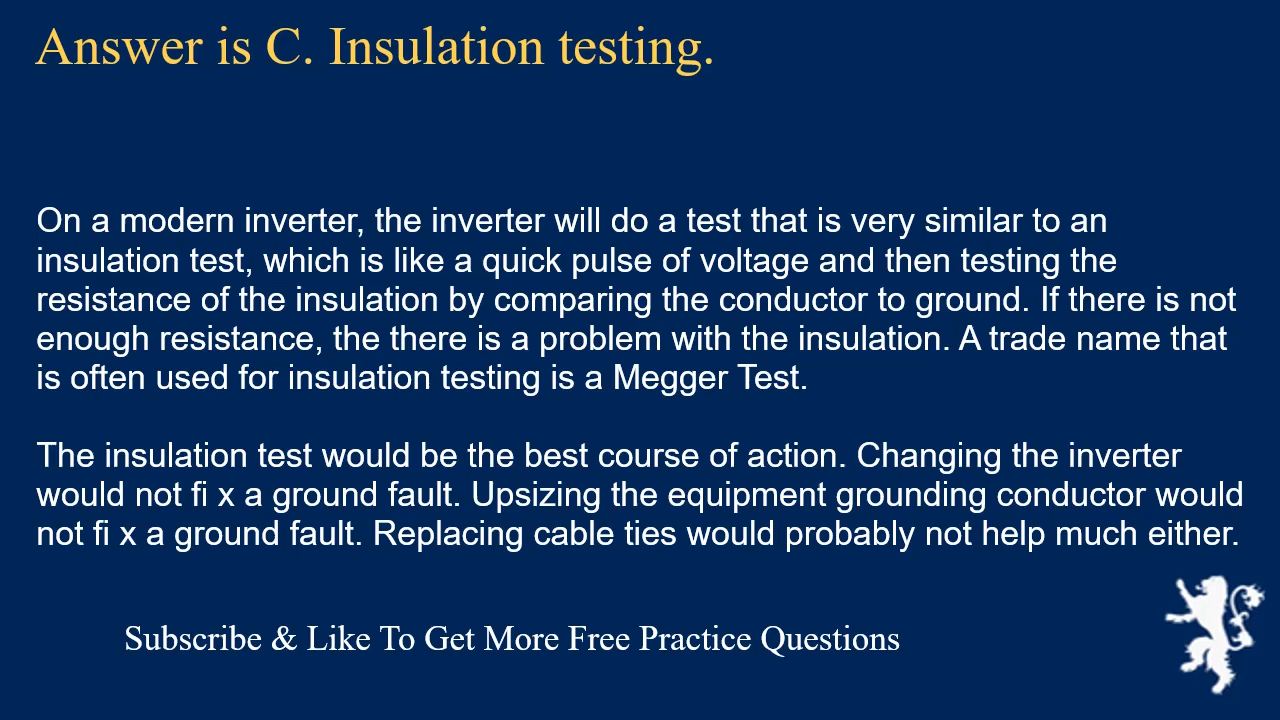 Answer is C. Insulation testing.
On a modern inverter, the inverter will do a test that is very similar to an
insulation test, which is like a quick pulse of voltage and then testing the
resistance of the insulation by comparing the conductor to ground. If there is not
enough resistance, the there is a problem with the insulation. A trade name that
is often used for insulation testing is a Megger Test.
The insulation test would be the best course of action. Changing the inverter
would not fi x a ground fault. Upsizing the equipment grounding conductor would
not fi x a ground fault. Replacing cable ties would probably not help much either.
Subscribe & Like To Get More Free Practice Questions